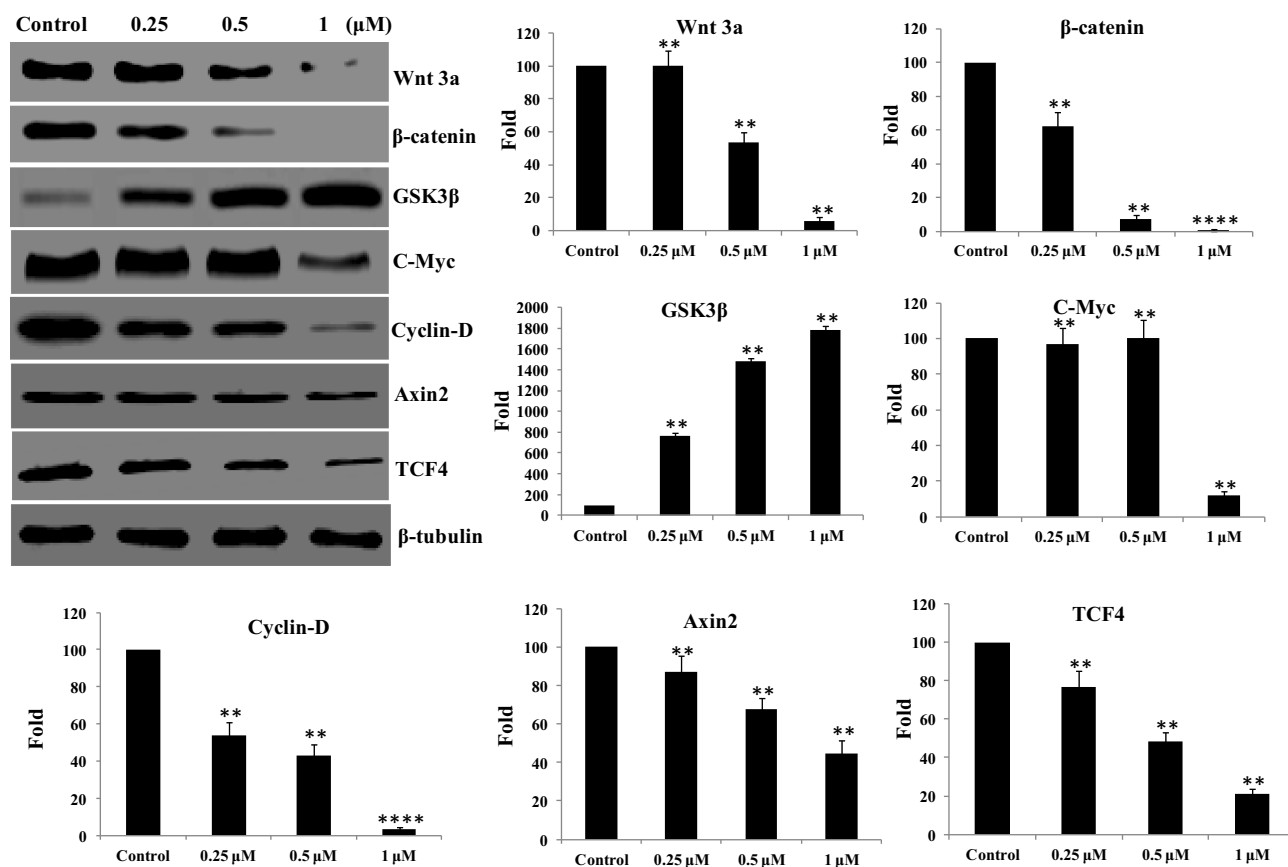 Control 0.25 0.5 1 (μM)
Wnt 3a
β-catenin
GSK3β
C-Myc
Cyclin-D
Axin2
TCF4
β-tubulin
Wnt 3a
Fold
120
100
80
60
40
20
0
**
**
**
Control 0.25 μM 0.5 μM 1 μM
β-catenin
Fold
120
100
80
60
40
20
0
**
**
****
Control 0.25 μM 0.5 μM 1 μM
GSK3β
Fold
2000
1800
1600
1400
1200
1000
800
600
400
200
0
**
**
**
Control 0.25 μM 0.5 μM 1 μM
C-Myc
Fold
120
100
80
60
40
20
0
**
**
**
Control 0.25 μM 0.5 μM 1 μM
Cyclin-D
Fold
120
100
80
60
40
20
0
**
**
****
Control 0.25 μM 0.5 μM 1 μM
Axin2
Fold
120
100
80
60
40
20
0
**
**
**
Control 0.25 μM 0.5 μM 1 μM
TCF4
Fold
120
100
80
60
40
20
0
**
**
**
Control 0.25 μM 0.5 μM 1 μM